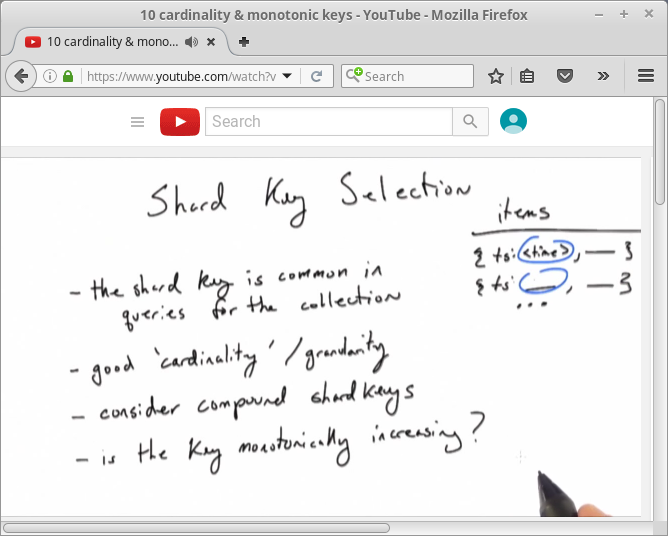 10 cardinality & monotonic keys - YouTube - Mozilla Firefox
10 cardinality & mono...
https://www.youtube.com/watch?v
Search
Search
Shard Key Selection
items
{ ts: <time>, — }
{ ts: __, — }
...
- the shard key is common in
queries for the collection
- good 'cardinality' / granularity
- consider compound shard keys
- is the key monotonically increasing?